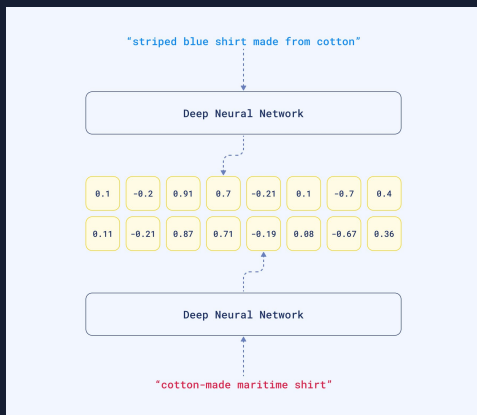 “striped blue shirt made from cotton”
Deep Neural Network
0.1 -0.2 0.91 0.7 -0.21 0.1 -0.7 0.4
0.11 -0.21 0.87 0.71 -0.19 0.08 -0.67 0.36
Deep Neural Network
“cotton-made maritime shirt”